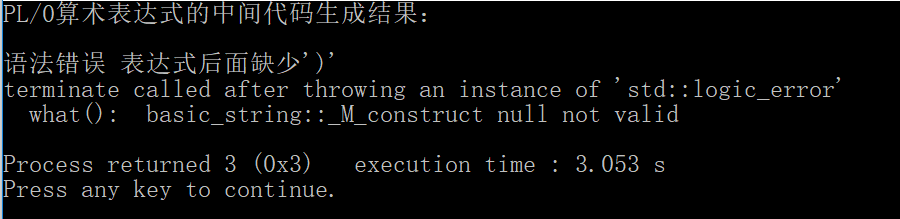 PL/0算术表达式的中间代码生成结果：
语法错误 表达式后面缺少')'
terminate called after throwing an instance of 'std::logic_error'
  what():  basic_string::_M_construct null not valid
Process returned 3 (0x3)   execution time : 3.053 s
Press any key to continue.